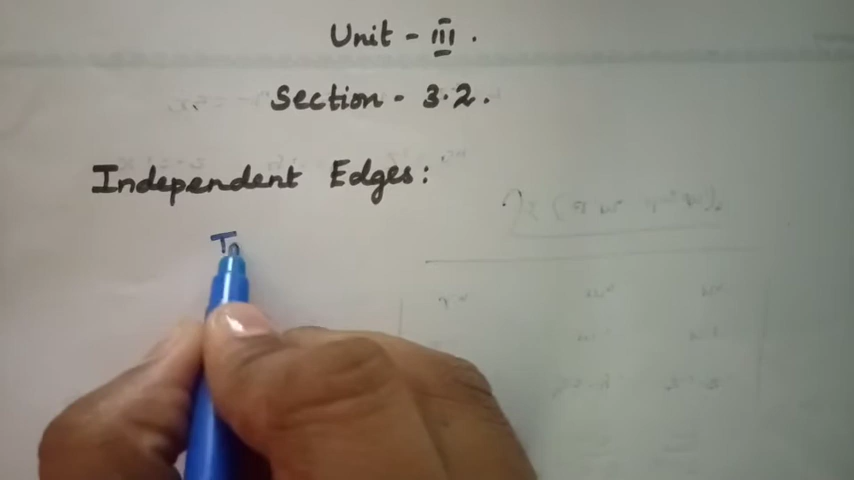 Unit - III.
Section - 3.2.
Independent Edges:
T